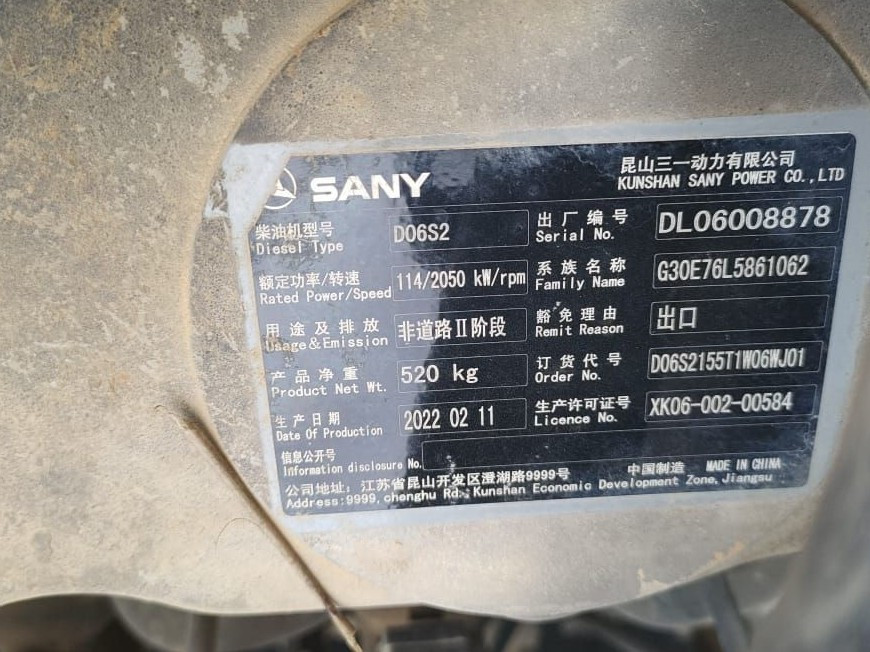 SANY
昆山三一动力有限公司
KUNSHAN SANY POWER CO.,LTD
柴油机型号 D06S2 出厂编号 DL06008878
Diesel Type Serial No.
额定功率/转速 114/2050 kW/rpm 系族名称 G30E76L5861062
Rated Power/Speed Family Name
用途及排放 非道路Ⅱ阶段 豁免理由 出口
Usage&Emission Remit Reason
产品净重 520 kg 订货代号 D06S2155T1W06WJ01
Product Net Wt. Order No.
生产日期 2022 02 11 生产许可证号 XK06-002-00584
Date Of Production Licence No.
信息公开号
Information disclosure No.
公司地址: 江苏省昆山开发区澄湖路9999号 中国制造 MADE IN CHINA
Address:9999,chenghu Rd.,Kunshan Economic Development Zone,Jiangsu